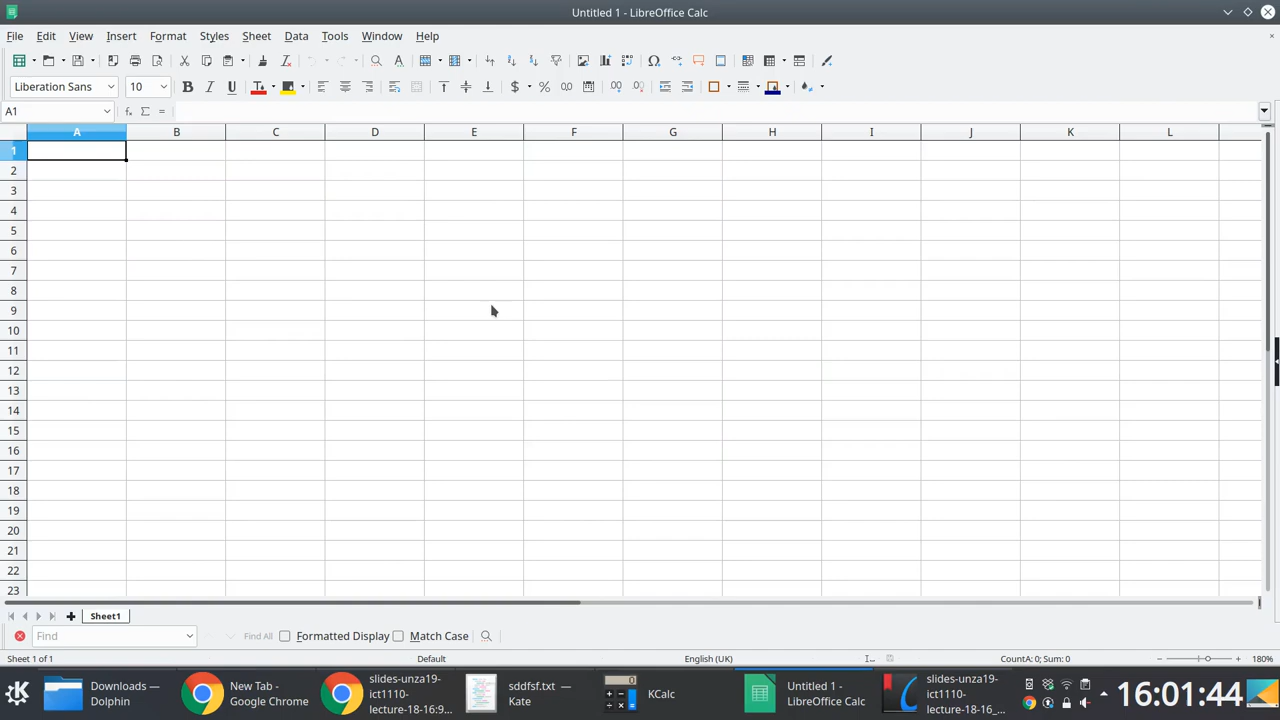 Untitled 1 - LibreOffice Calc
File Edit View Insert Format Styles Sheet Data Tools Window Help
Liberation Sans 10
A1
A B C D E F G H I J K L
1
2
3
4
5
6
7
8
9
10
11
12
13
14
15
16
17
18
19
20
21
22
23
Sheet1
Find Find All Formatted Display Match Case
Sheet 1 of 1 Default English (UK) CountA: 0; Sum: 0 180%
Downloads —
Dolphin
New Tab -
Google Chrome
slides-unza19-
ict1110-
lecture-18-16:9...
sddfsf.txt —
Kate
0
KCalc
Untitled 1 -
LibreOffice Calc
slides-unza19-
ict1110-
lecture-18-16_...
16:01:44